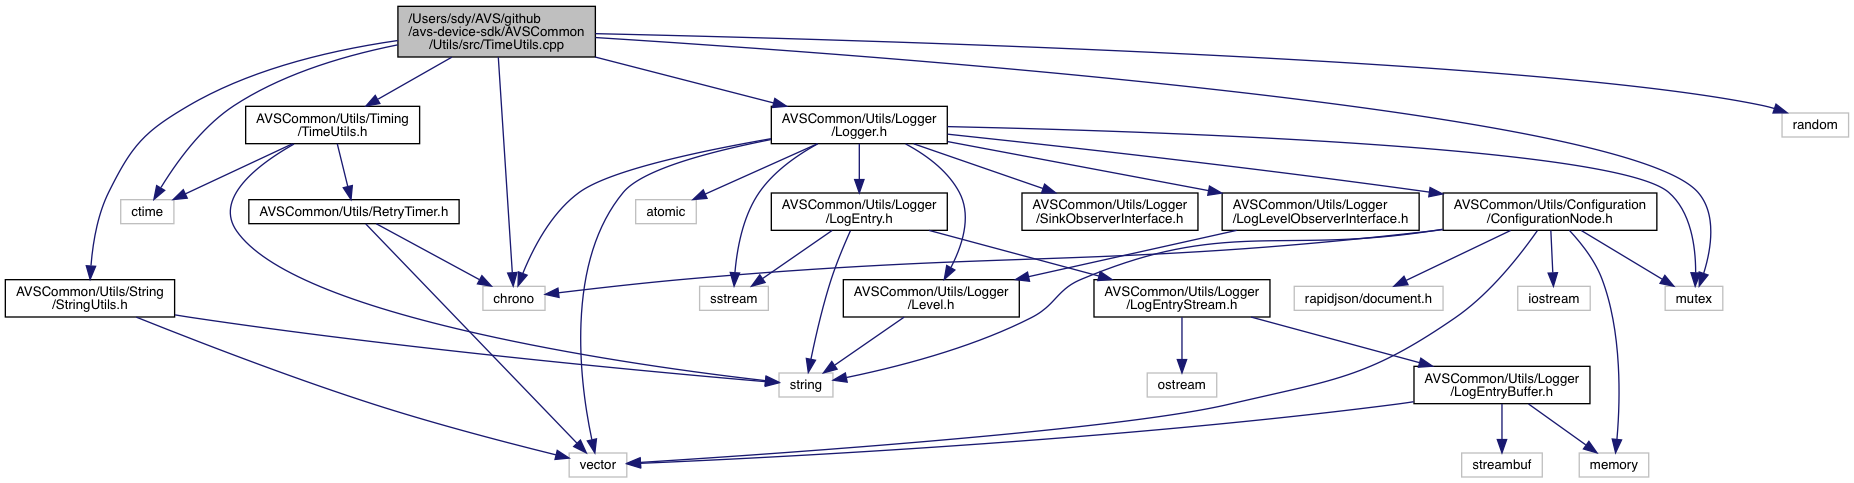 /Users/sdy/AVS/github
/avs-device-sdk/AVSCommon
/Utils/src/TimeUtils.cpp
AVSCommon/Utils/Timing
/TimeUtils.h
AVSCommon/Utils/Logger
/Logger.h
random
ctime
AVSCommon/Utils/RetryTimer.h
atomic
AVSCommon/Utils/Logger
/LogEntry.h
AVSCommon/Utils/Logger
/SinkObserverInterface.h
AVSCommon/Utils/Logger
/LogLevelObserverInterface.h
AVSCommon/Utils/Configuration
/ConfigurationNode.h
AVSCommon/Utils/String
/StringUtils.h
chrono
sstream
AVSCommon/Utils/Logger
/Level.h
AVSCommon/Utils/Logger
/LogEntryStream.h
rapidjson/document.h
iostream
mutex
string
ostream
AVSCommon/Utils/Logger
/LogEntryBuffer.h
vector
streambuf
memory